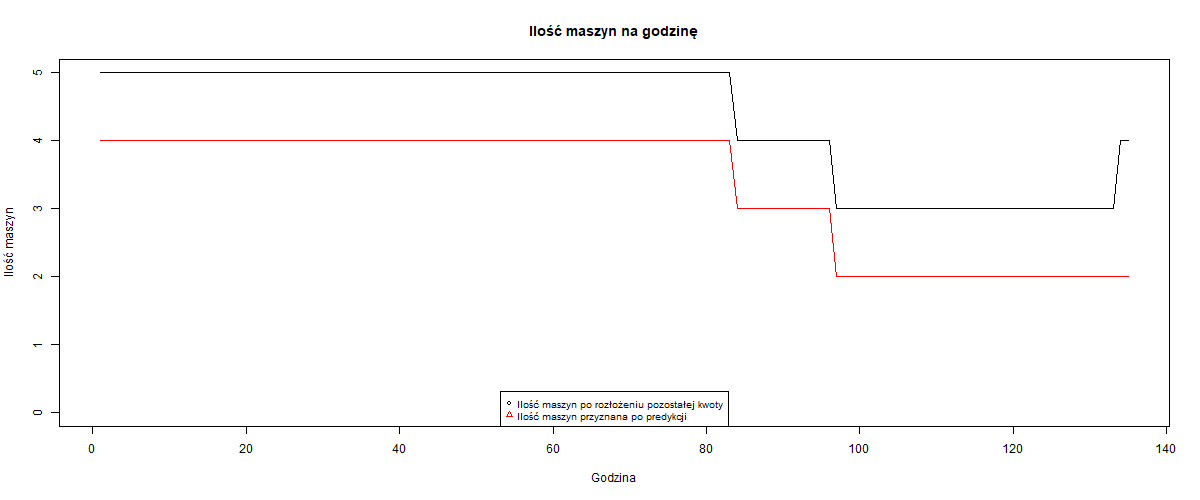 Ilość maszyn na godzinę
Ilość maszyn
5
4
3
2
1
0
Ilość maszyn po rozłożeniu pozostałej kwoty
Ilość maszyn przyznana po predykcji
0 20 40 60 80 100 120 140
Godzina